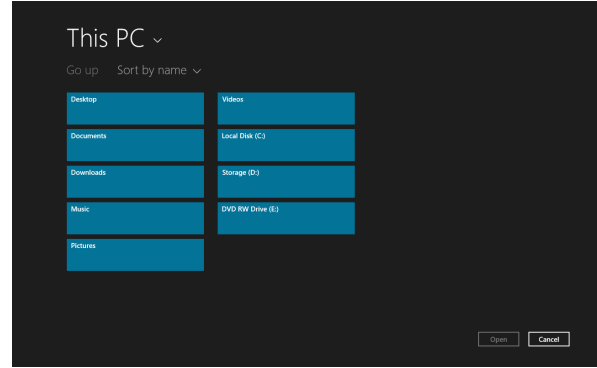 This PC
Go up Sort by name
Desktop
Documents
Downloads
Music
Pictures
Videos
Local Disk (C:)
Storage (D:)
DVD RW Drive (E:)
Open Cancel